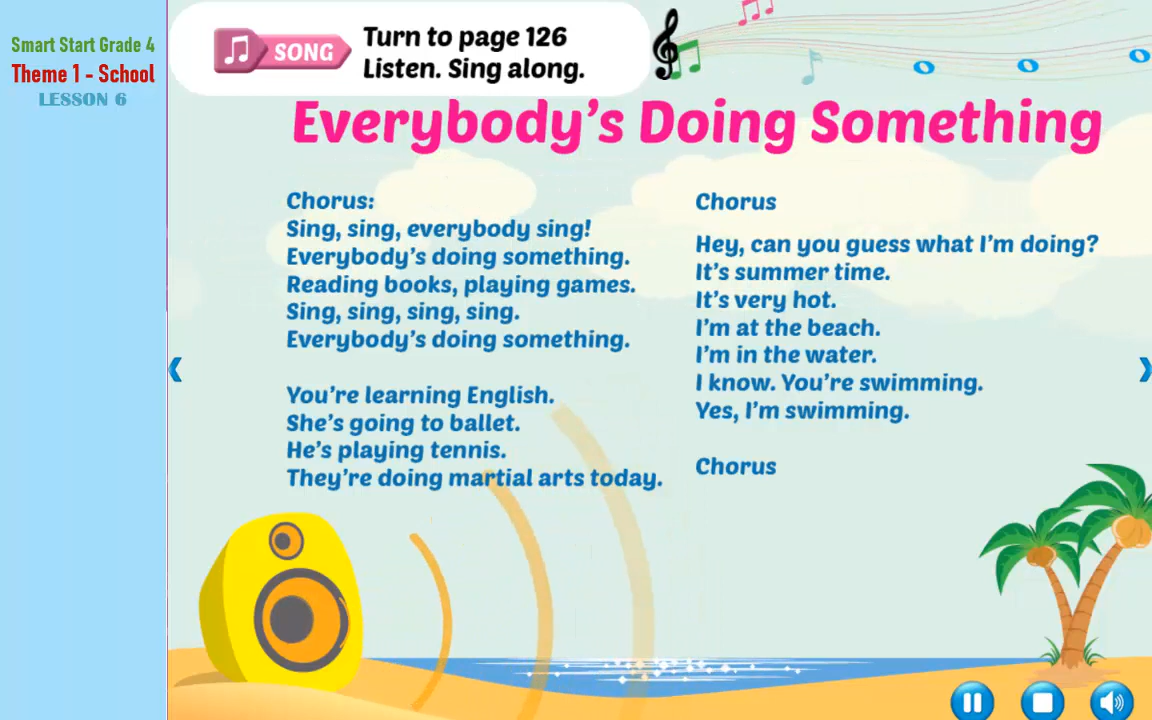 Smart Start Grade 4
Theme 1 - School
LESSON 6
SONG
Turn to page 126
Listen. Sing along.
Everybody's Doing Something
Chorus:
Sing, sing, everybody sing!
Everybody's doing something.
Reading books, playing games.
Sing, sing, sing, sing.
Everybody's doing something.
You're learning English.
She's going to ballet.
He's playing tennis.
They're doing martial arts today.
Chorus
Hey, can you guess what I'm doing?
It's summer time.
It's very hot.
I'm at the beach.
I'm in the water.
I know. You're swimming.
Yes, I'm swimming.
Chorus